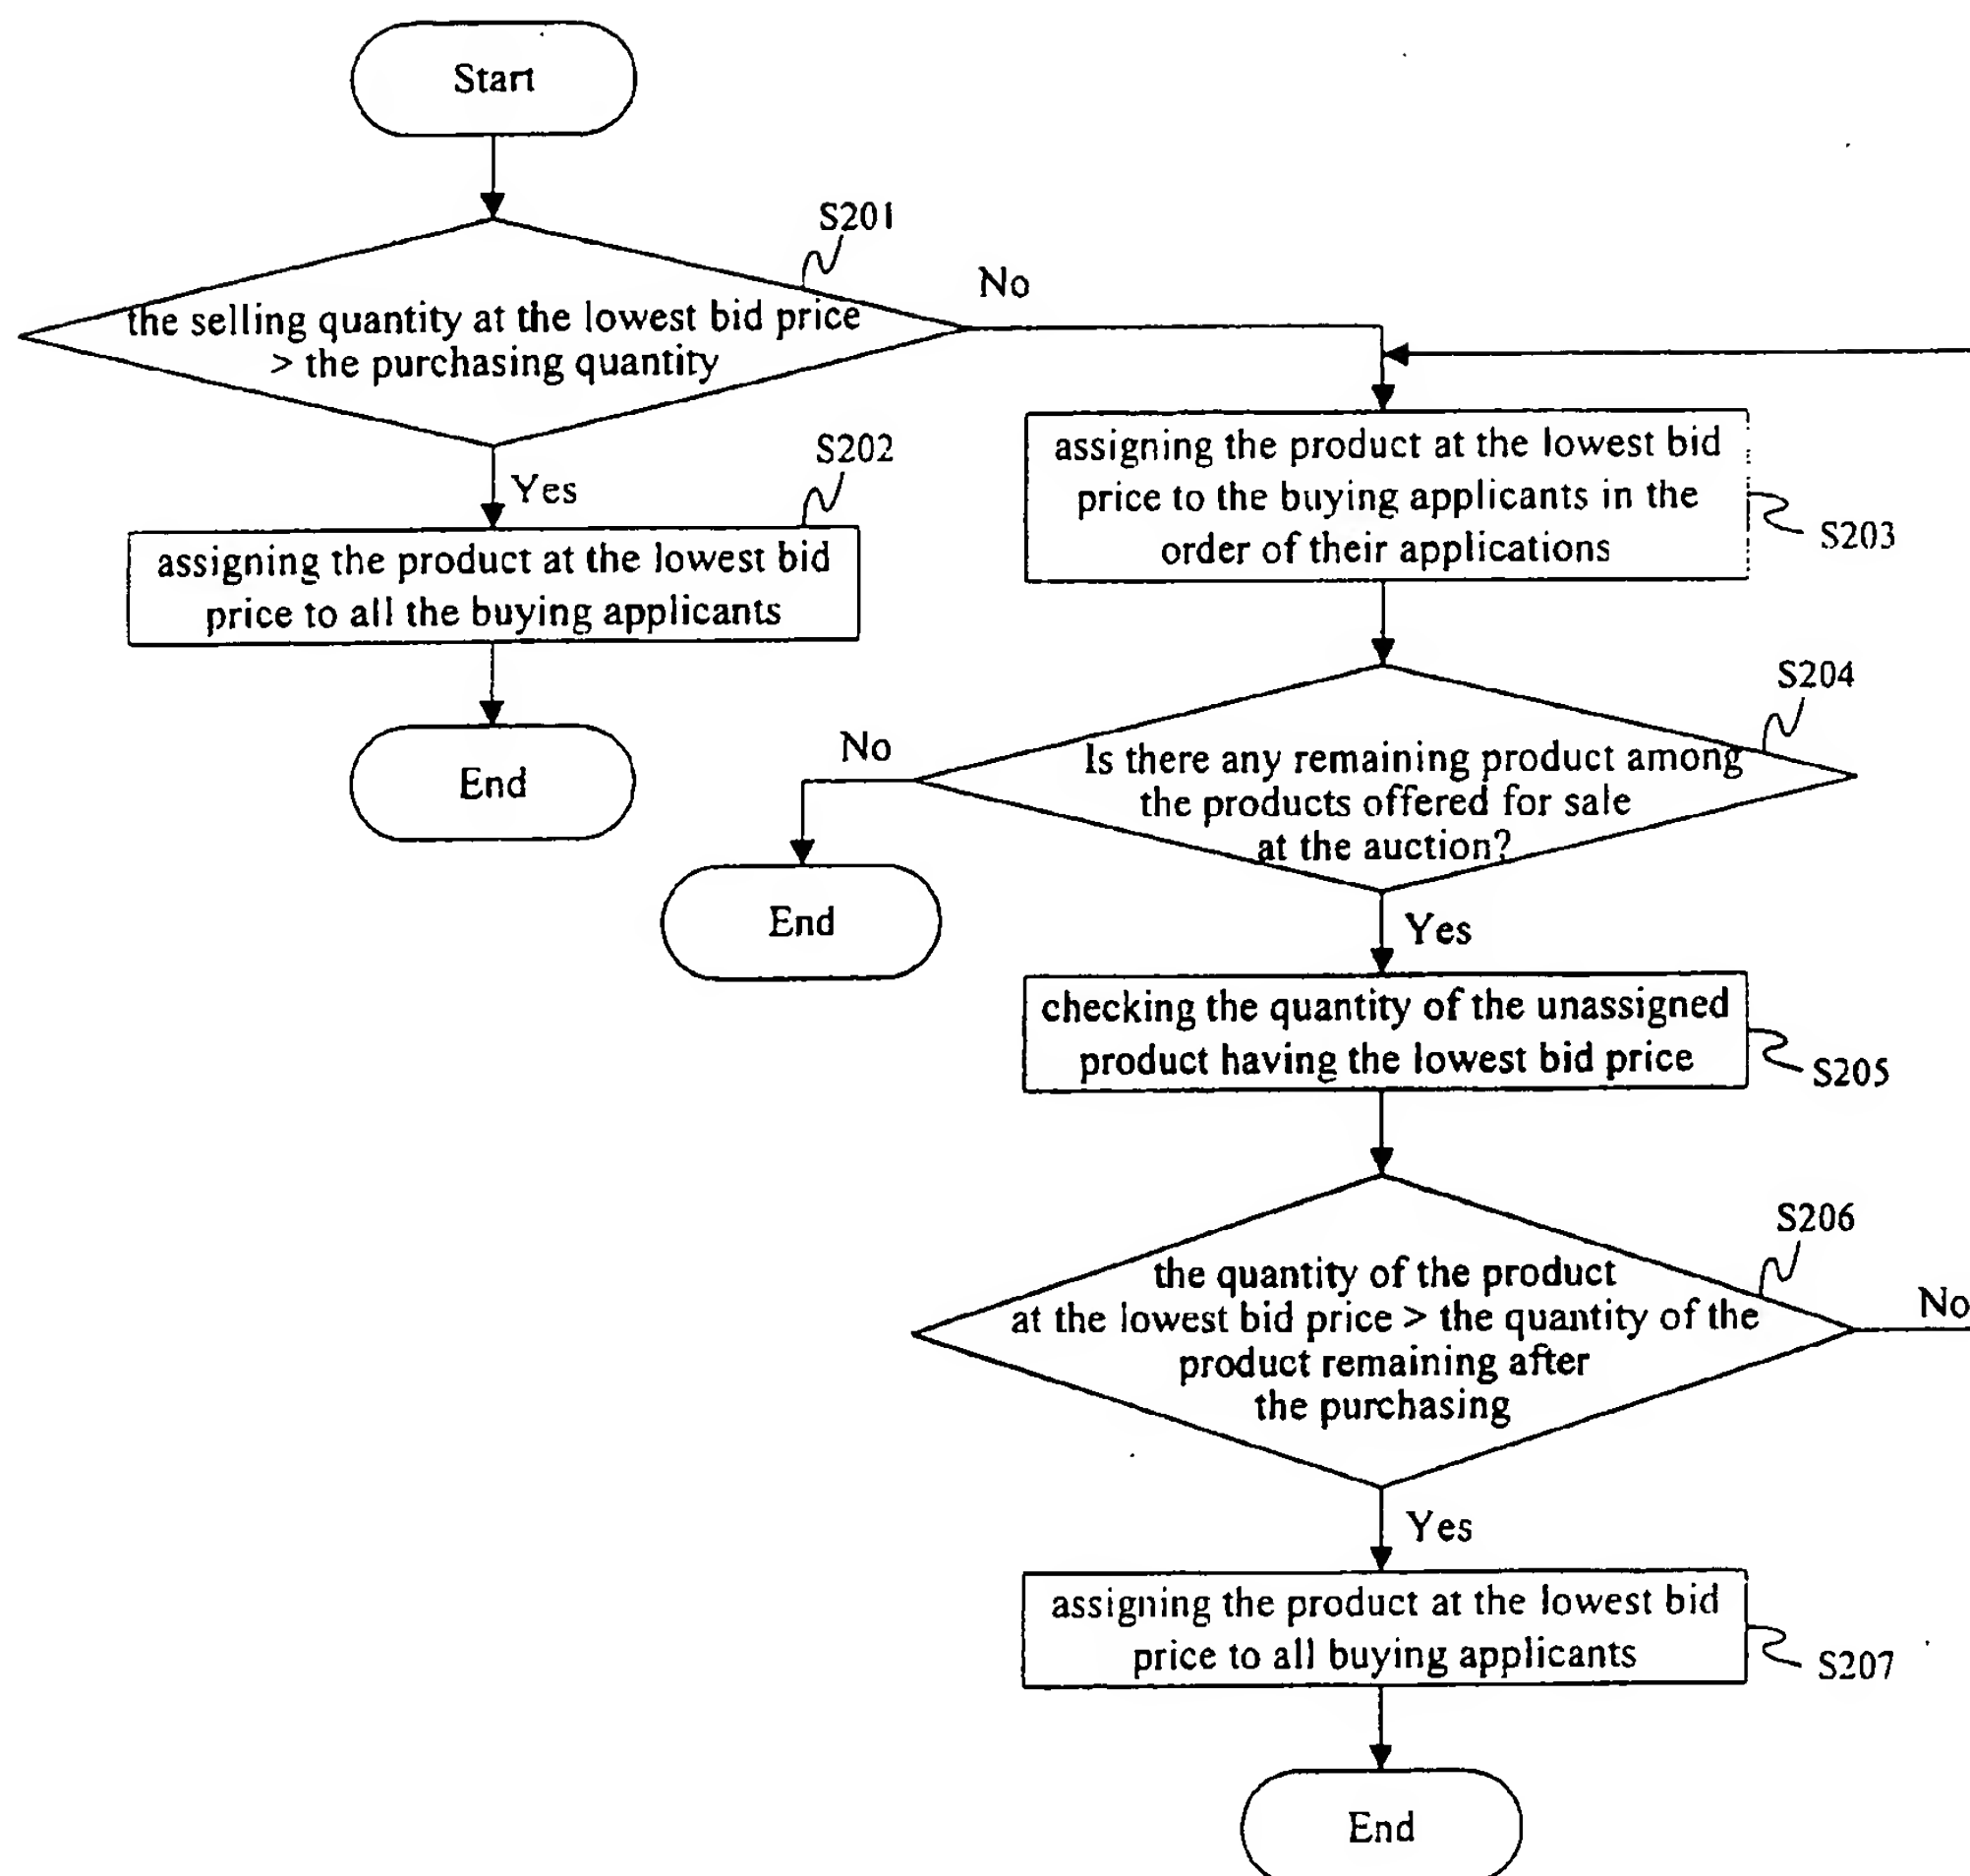 Start
S201
No
the selling quantity at the lowest bid price
> the purchasing quantity
S202
Yes
assigning the product at the lowest bid
price to all the buying applicants
End
assigning the product at the lowest bid
price to the buying applicants in the
order of their applications
S203
S204
No
Is there any remaining product among
the products offered for sale
at the auction?
End
Yes
checking the quantity of the unassigned
product having the lowest bid price
S205
S206
the quantity of the product
at the lowest bid price > the quantity of the
product remaining after
the purchasing
No
Yes
assigning the product at the lowest bid
price to all buying applicants
S207
End